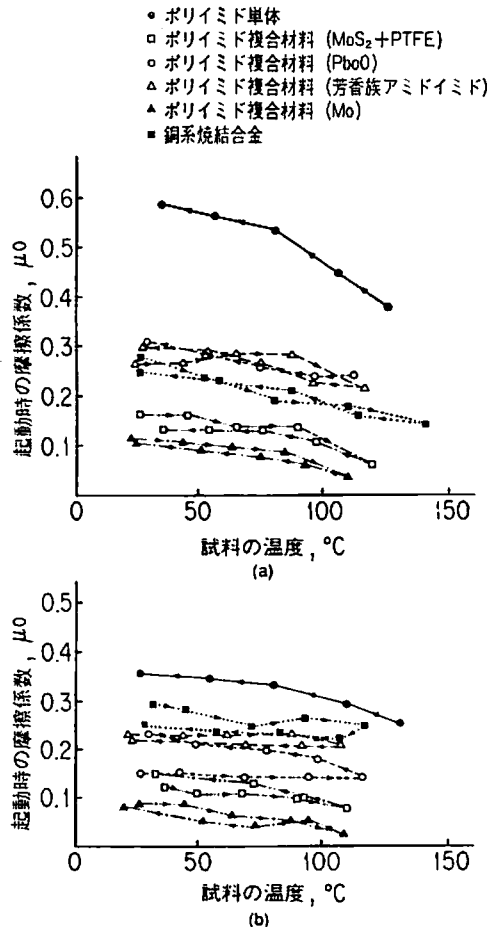 ● ポリイミド単体
□ ポリイミド複合材料 (MoS₂+PTFE)
○ ポリイミド複合材料 (PboO)
△ ポリイミド複合材料 (芳香族アミドイミド)
▲ ポリイミド複合材料 (Mo)
■ 銅系焼結合金
起動時の摩擦係数, μo
0.6
0.5
0.4
0.3
0.2
0.1
0
50
100
150
試料の温度, °C
(a)
起動時の摩擦係数, μo
0.5
0.4
0.3
0.2
0.1
0
50
100
150
試料の温度, °C
(b)